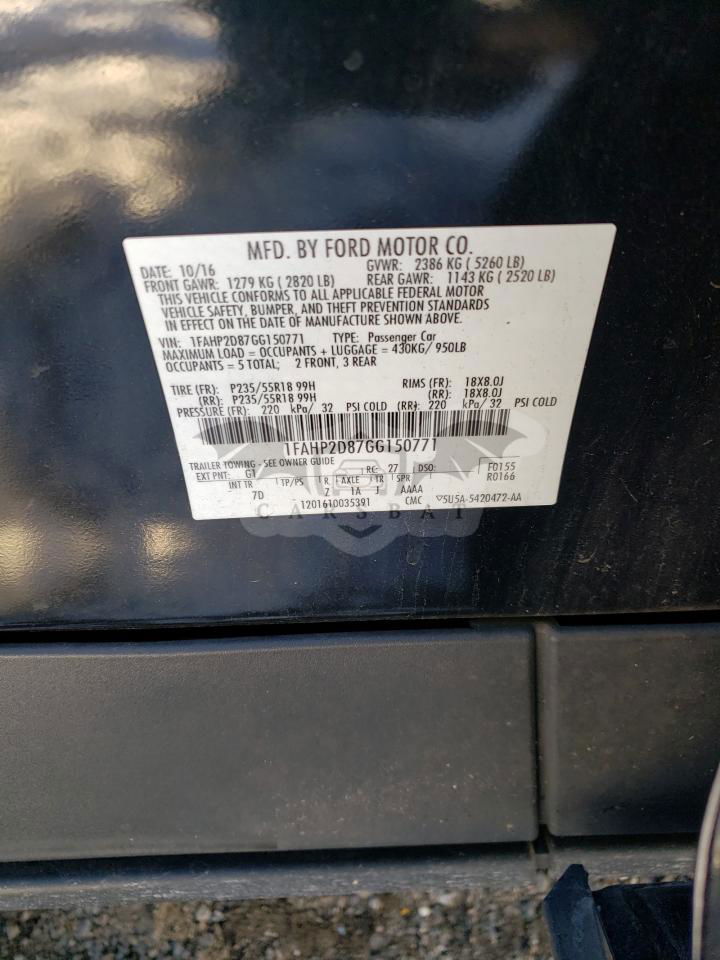 MFD. BY FORD MOTOR CO.
DATE: 10/16 GVWR: 2386 KG ( 5260 LB)
FRONT GAWR: 1279 KG ( 2820 LB) REAR GAWR: 1143 KG ( 2520 LB)
THIS VEHICLE CONFORMS TO ALL APPLICABLE FEDERAL MOTOR
VEHICLE SAFETY, BUMPER, AND THEFT PREVENTION STANDARDS
IN EFFECT ON THE DATE OF MANUFACTURE SHOWN ABOVE.
VIN: 1FAHP2D87GG150771 TYPE: Passenger Car
MAXIMUM LOAD = OCCUPANTS + LUGGAGE = 430KG/ 950LB
OCCUPANTS = 5 TOTAL; 2 FRONT, 3 REAR
TIRE (FR): P235/55R18 99H RIMS (FR): 18X8.0J
(RR): P235/55R18 99H (RR): 18X8.0J
PRESSURE (FR): 220 kPa/ 32 PSI COLD (RR): 220 kPa/ 32 PSI COLD
1FAHP2D87GG150771
TRAILER TOWING - SEE OWNER GUIDE
EXT PNT: G1 RC: 27 DSO: F0155
R0166
INT TR TP/PS R AXLE TR SPR
7D Z 1A J AAAA
1201610035391 CMC 5U5A-5420472-AA
CARSBAT